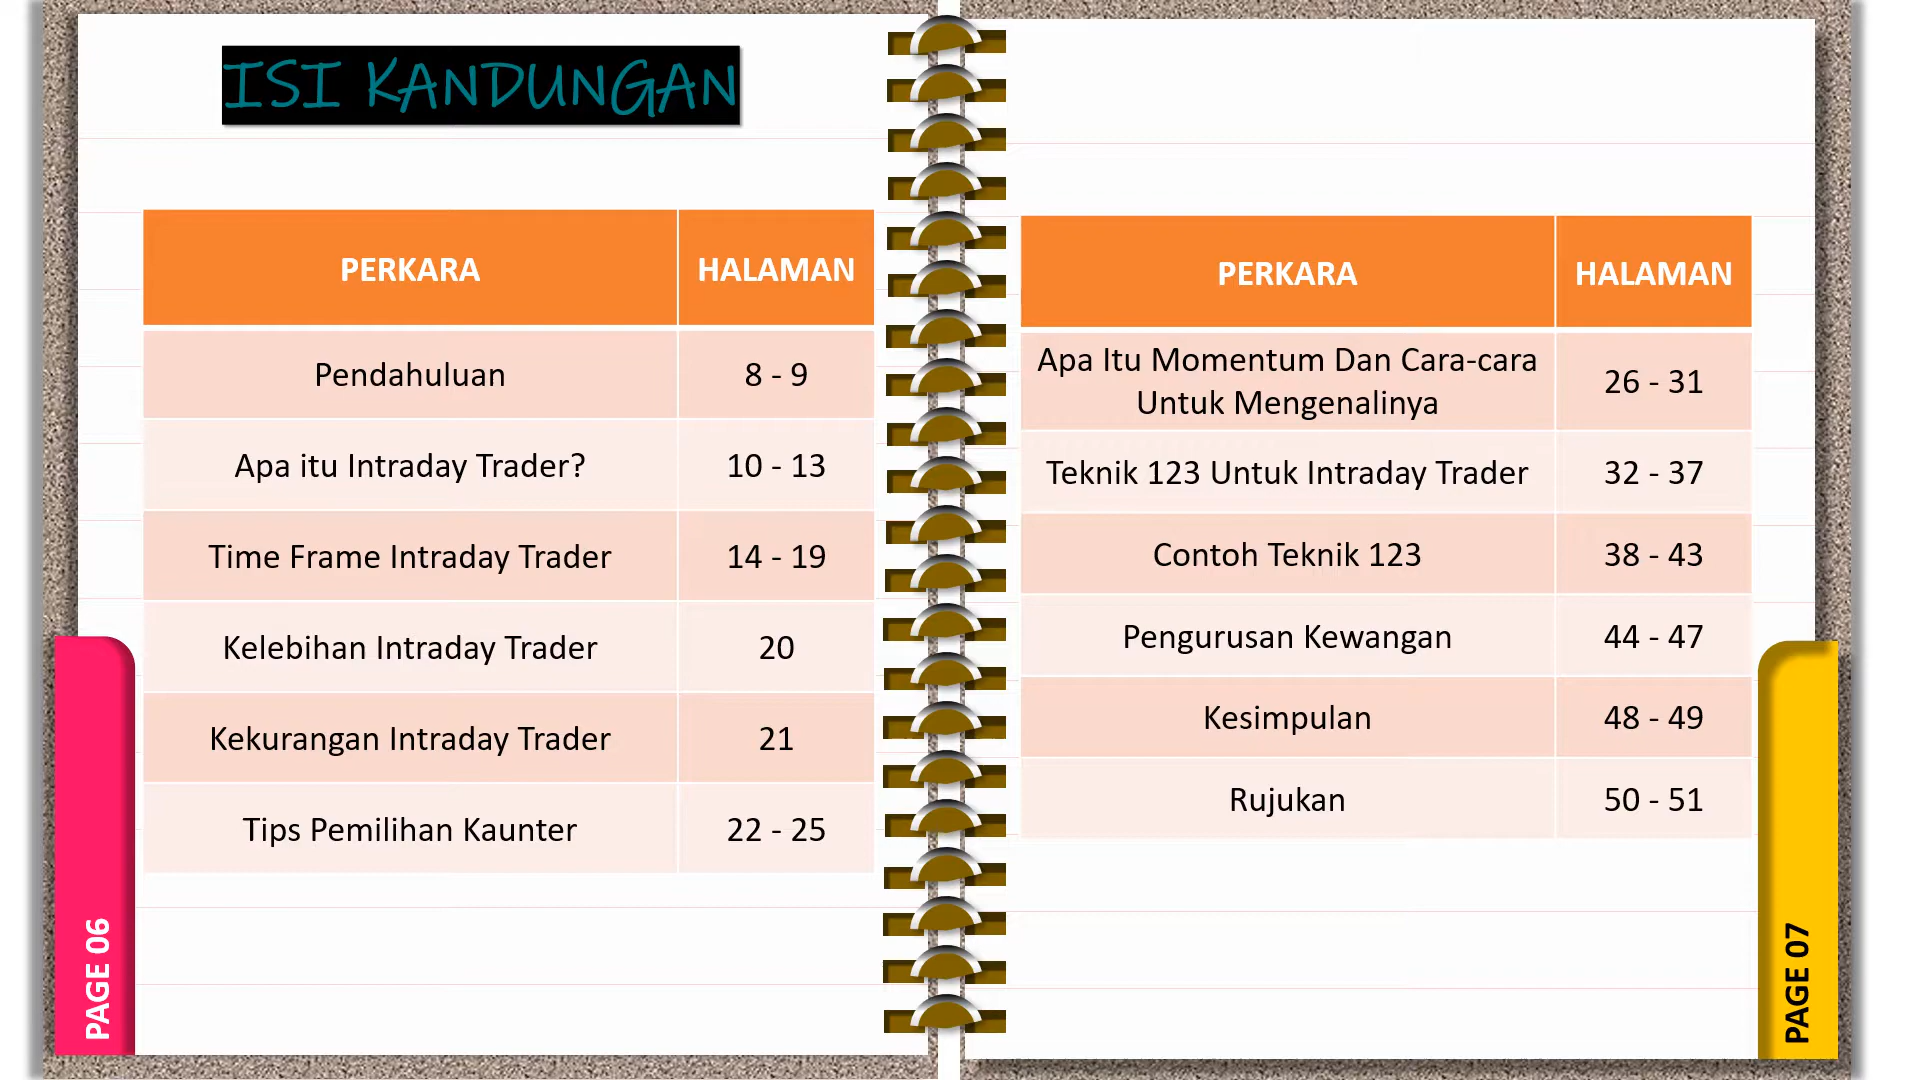 ISI KANDUNGAN
PERKARA HALAMAN
Pendahuluan 8 - 9
Apa itu Intraday Trader? 10 - 13
Time Frame Intraday Trader 14 - 19
Kelebihan Intraday Trader 20
Kekurangan Intraday Trader 21
Tips Pemilihan Kaunter 22 - 25
PAGE 06
PERKARA HALAMAN
Apa Itu Momentum Dan Cara-cara
Untuk Mengenalinya 26 - 31
Teknik 123 Untuk Intraday Trader 32 - 37
Contoh Teknik 123 38 - 43
Pengurusan Kewangan 44 - 47
Kesimpulan 48 - 49
Rujukan 50 - 51
PAGE 07